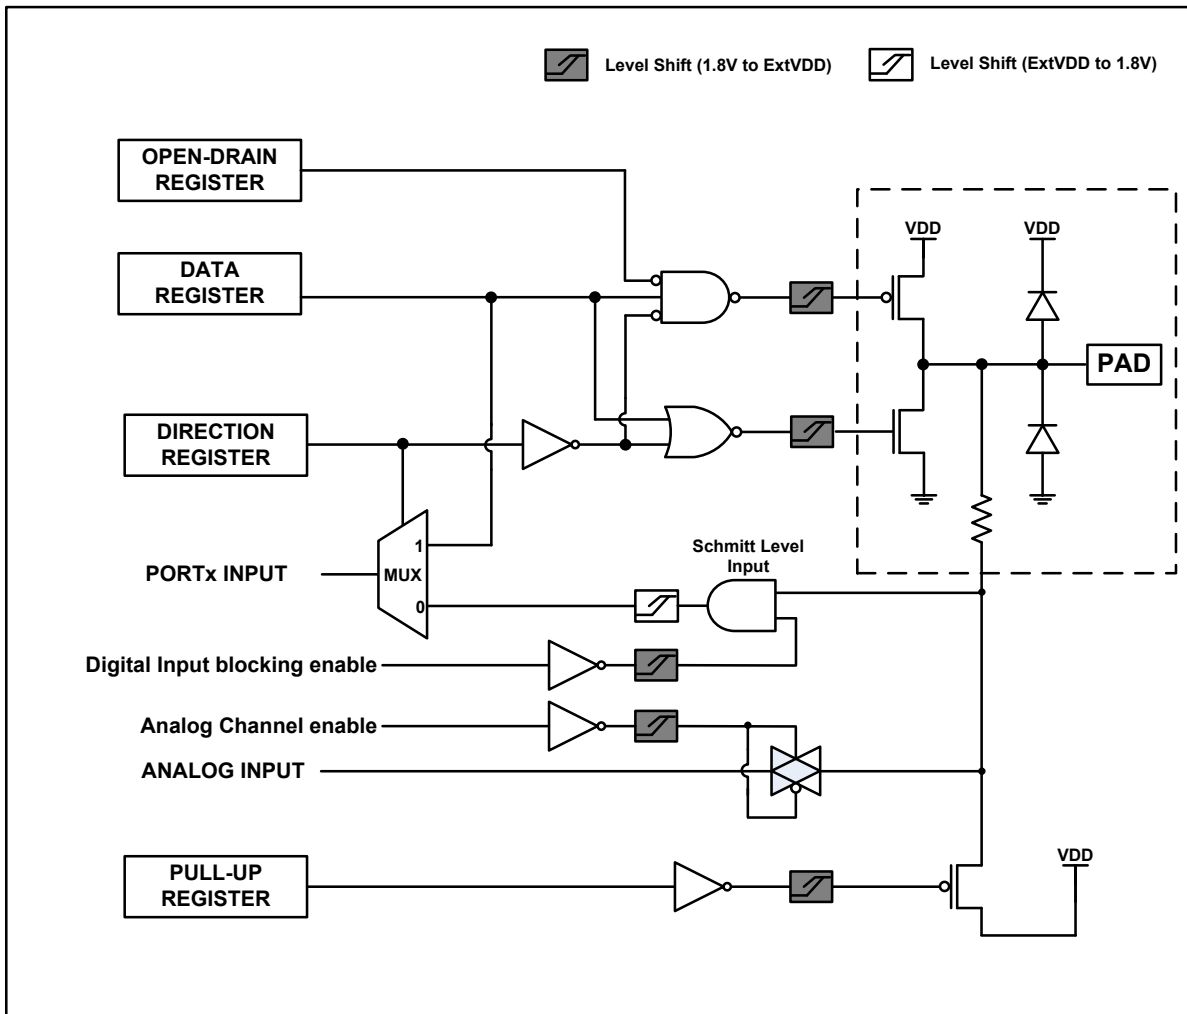 Level Shift (1.8V to ExtVDD)
Level Shift (ExtVDD to 1.8V)
OPEN-DRAIN
REGISTER
VDD
VDD
DATA
REGISTER
PAD
DIRECTION
REGISTER
1
Schmitt Level
Input
PORTx INPUT
MUX
0
Digital Input blocking enable
Analog Channel enable
ANALOG INPUT
PULL-UP
REGISTER
VDD